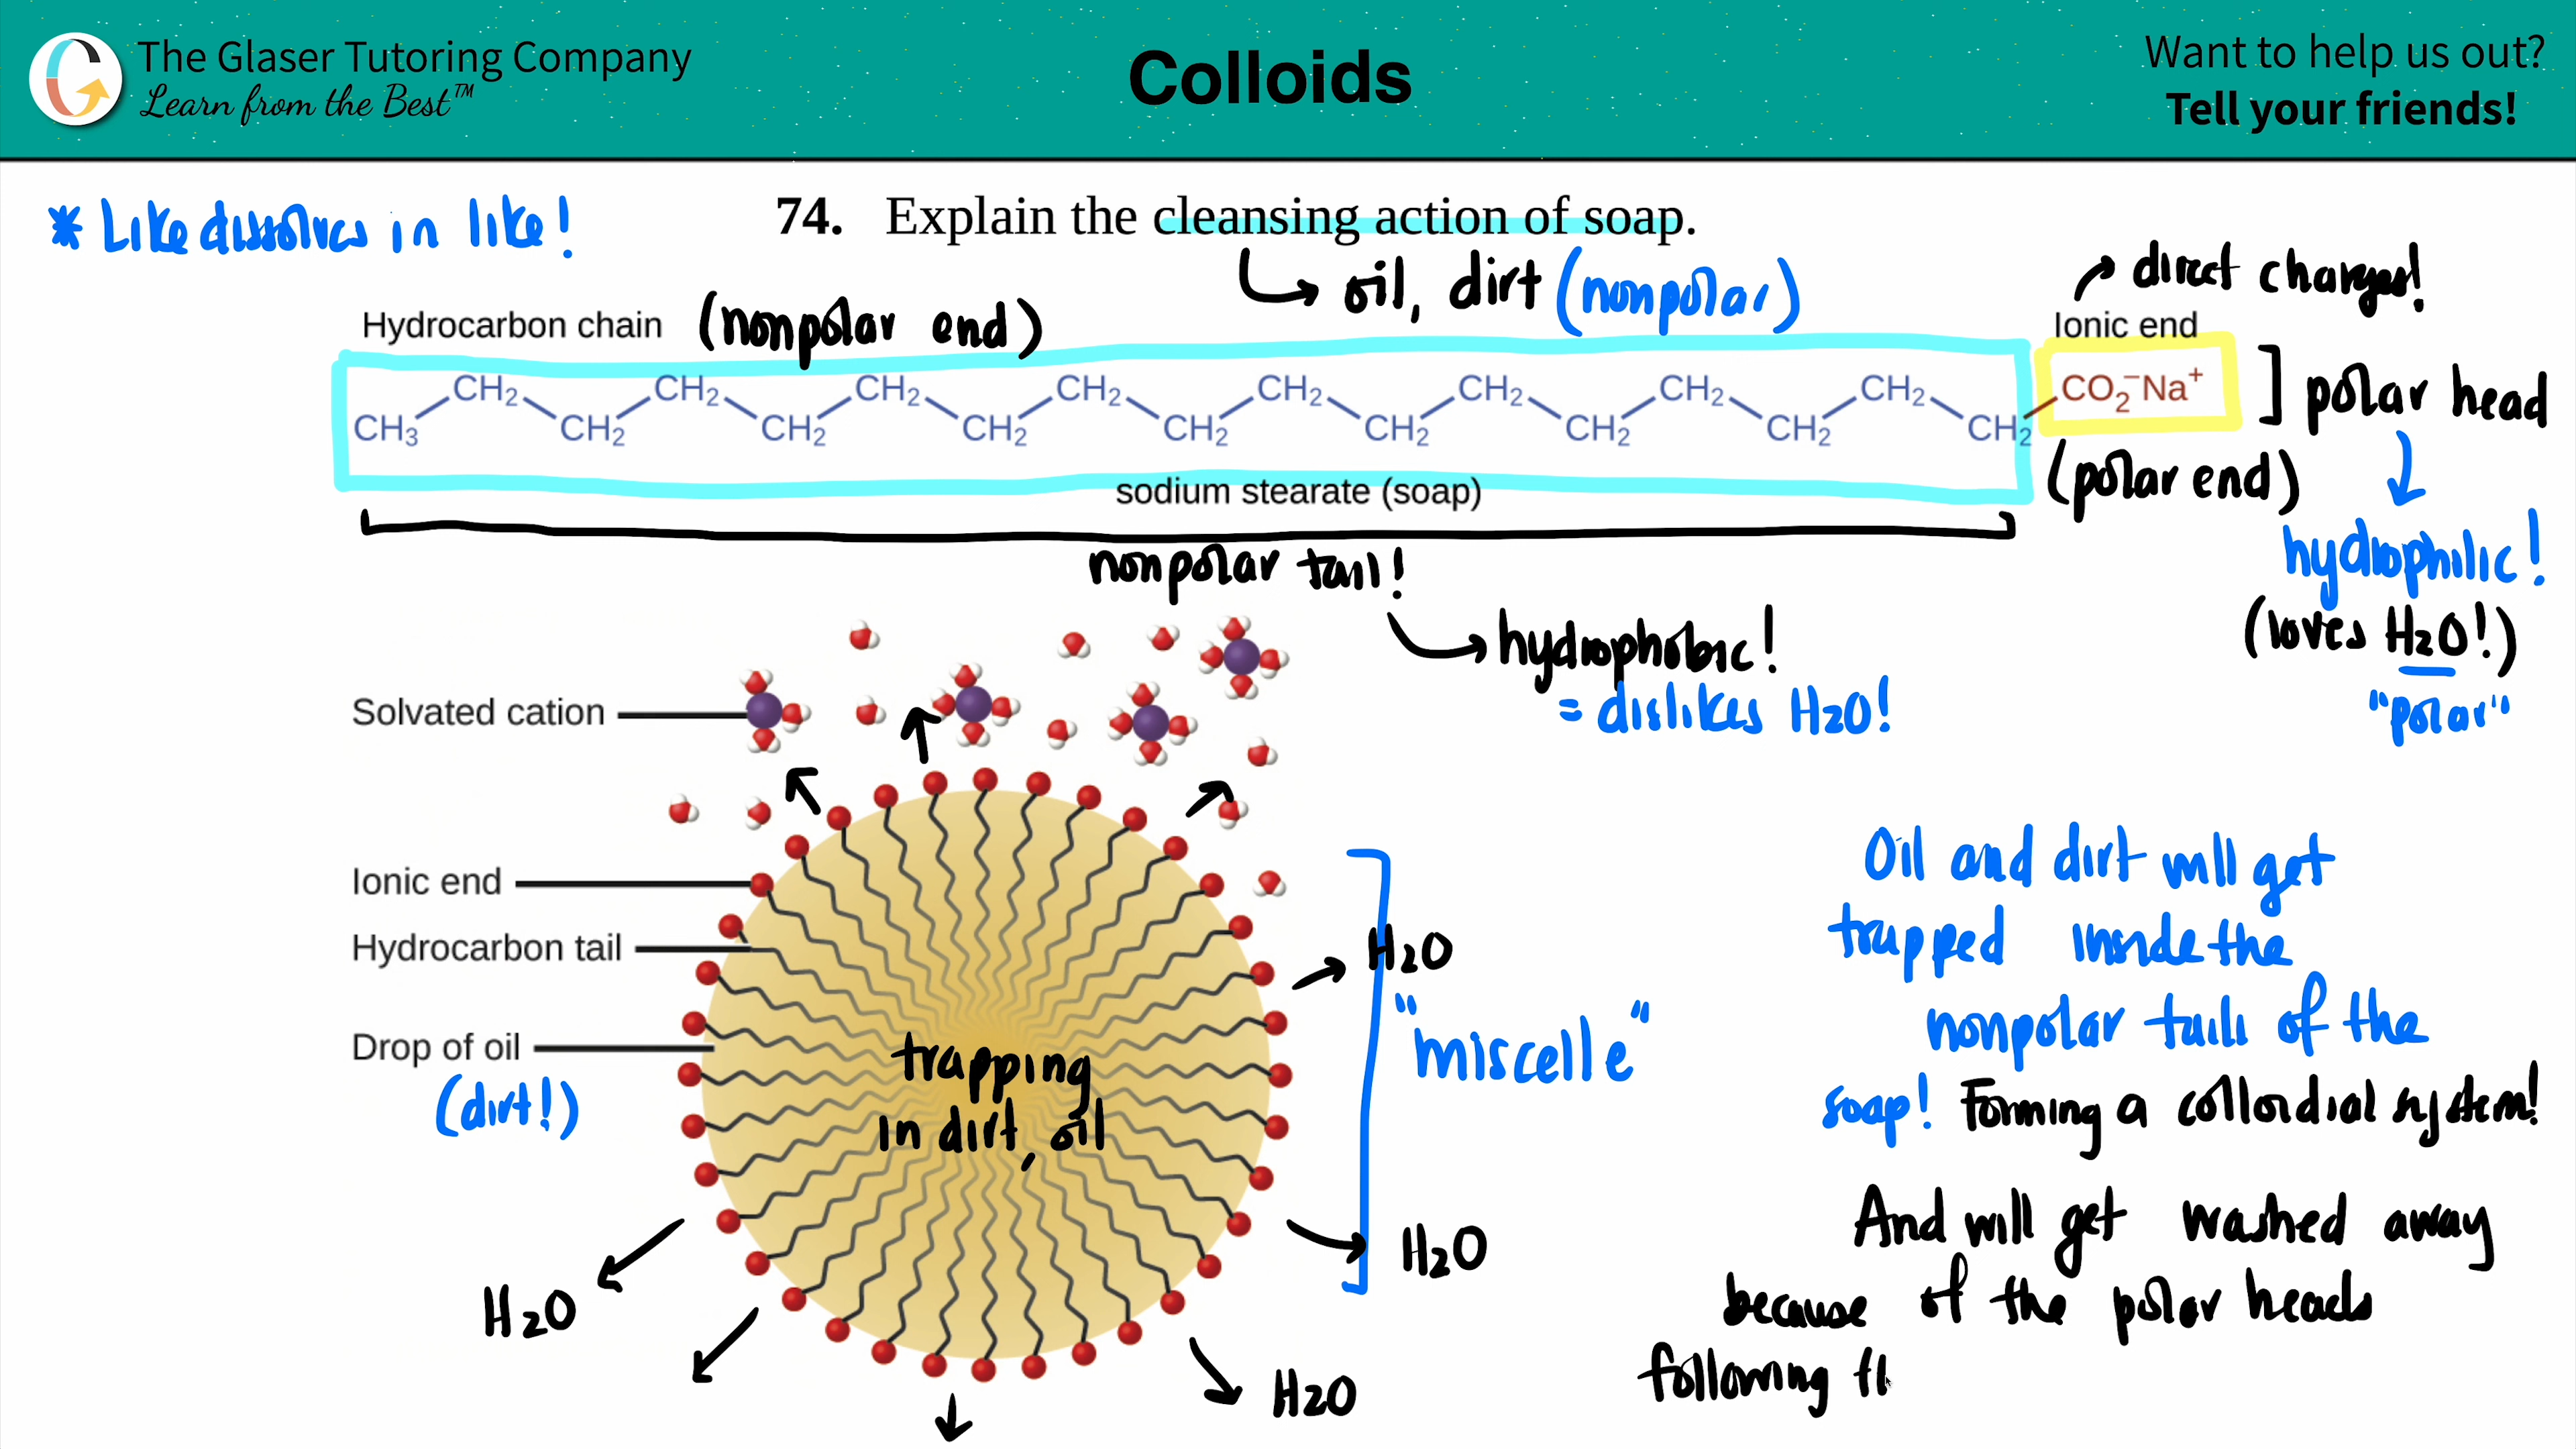 The Glaser Tutoring Company
Learn from the Best™
Colloids
Want to help us out?
Tell your friends!
* Like dissolves in like!
74. Explain the cleansing action of soap.
oil, dirt (nonpolar)
direct charges!
Hydrocarbon chain (nonpolar end)
Ionic end
CH3 CH2 CH2 CH2 CH2 CH2 CH2 CH2 CH2 CH2 CH2 CH2 CH2 CH2 CH2 CH2 CH2 CO2⁻Na⁺
] polar head
(polar end)
sodium stearate (soap)
nonpolar tail!
hydrophilic!
(loves H2O!)
"polar"
hydrophobic!
= dislikes H2O!
Solvated cation
Ionic end
Hydrocarbon tail
Drop of oil
(dirt!)
trapping
in dirt, oil
H2O
"miscelle"
H2O
H2O
H2O
Oil and dirt will get
trapped inside the
nonpolar tails of the
soap! Forming a colloidial system!
And will get washed away
because of the polar heads
following th